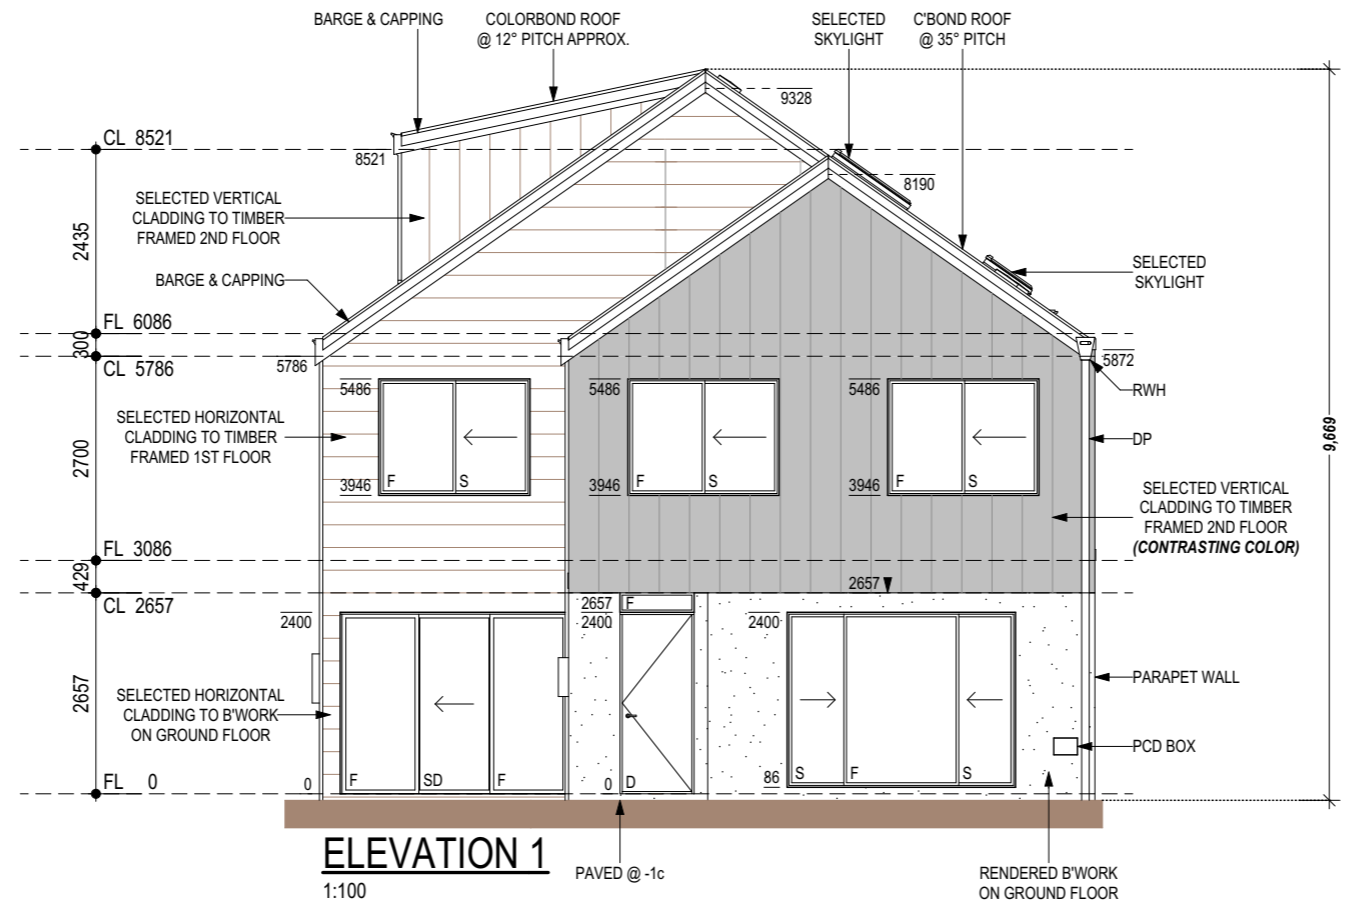 BARGE & CAPPING
COLORBOND ROOF
@ 12° PITCH APPROX.
SELECTED
SKYLIGHT
C'BOND ROOF
@ 35° PITCH
9328
CL 8521
8521
8190
SELECTED VERTICAL
CLADDING TO TIMBER
FRAMED 2ND FLOOR
2435
BARGE & CAPPING
SELECTED
SKYLIGHT
FL 6086
300
CL 5786
5786
5872
RWH
5486
5486
5486
SELECTED HORIZONTAL
CLADDING TO TIMBER
FRAMED 1ST FLOOR
2700
DP
9,669
3946
F
S
3946
F
S
3946
F
S
SELECTED VERTICAL
CLADDING TO TIMBER
FRAMED 2ND FLOOR
(CONTRASTING COLOR)
FL 3086
429
CL 2657
2657
2657
F
2400
2400
2400
2657
SELECTED HORIZONTAL
CLADDING TO B'WORK
ON GROUND FLOOR
PARAPET WALL
PCD BOX
FL 0
0
F
SD
F
0
D
86
S
F
S
ELEVATION 1
1:100
PAVED @ -1c
RENDERED B'WORK
ON GROUND FLOOR